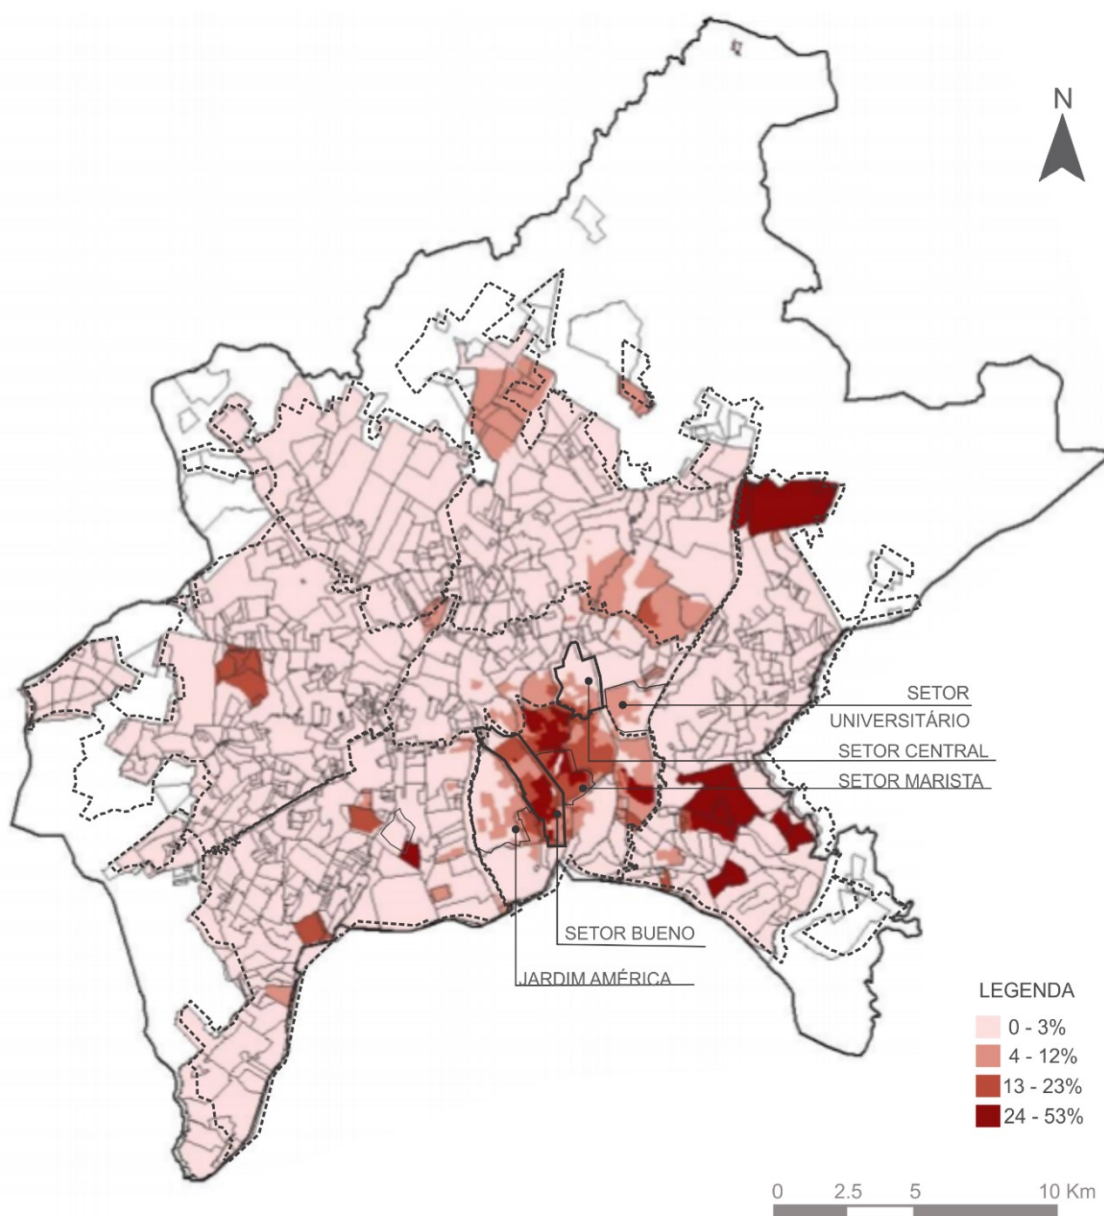 N
SETOR
UNIVERSITÁRIO
SETOR CENTRAL
SETOR MARISTA
SETOR BUENO
JARDIM AMÉRICA
LEGENDA
0 - 3%
4 - 12%
13 - 23%
24 - 53%
0 2.5 5 10 Km